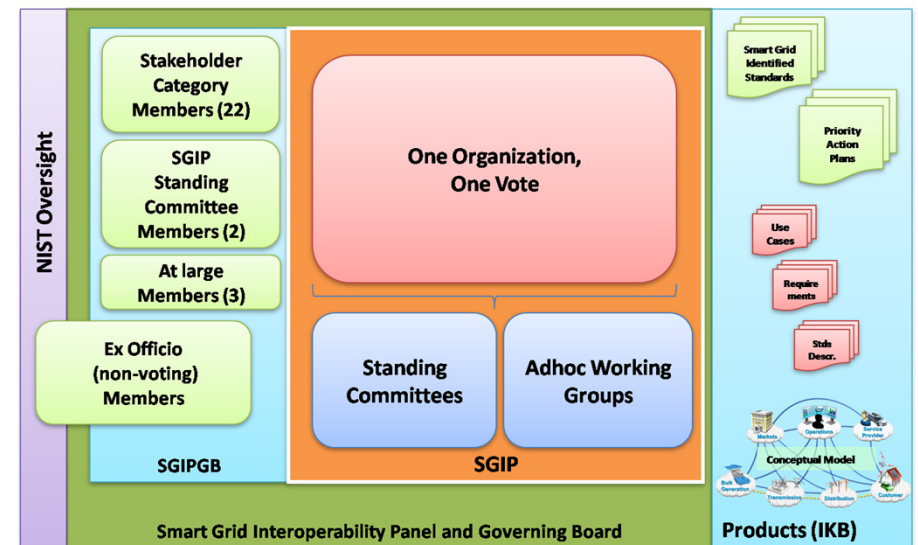 NIST Oversight
Stakeholder
Category
Members (22)
SGIP
Standing
Committee
Members (2)
At large
Members (3)
Ex Officio
(non-voting)
Members
SGIPGB
One Organization,
One Vote
Standing
Committees
Adhoc Working
Groups
SGIP
Smart Grid Interoperability Panel and Governing Board
Smart Grid
Identified
Standards
Priority
Action
Plans
Use
Cases
Require
ments
Stds
Descr.
Markets
Operations
Service
Provider
Conceptual Model
Bulk
Generation
Transmission
Distribution
Customer
Products (IKB)